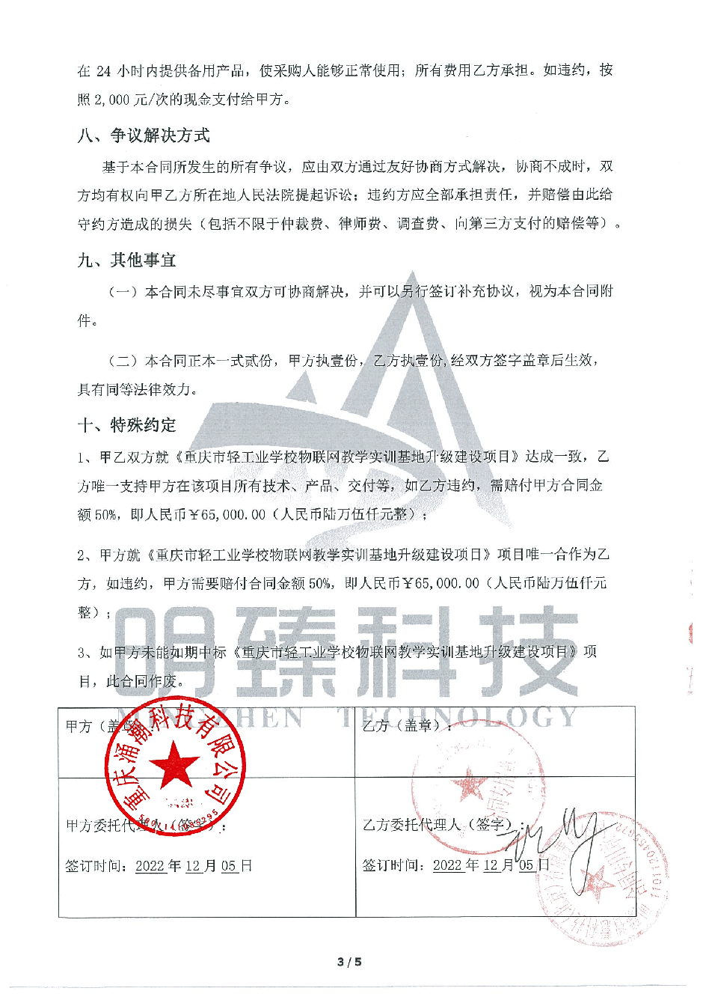 在 24 小时内提供备用产品，使采购人能够正常使用；所有费用乙方承担。如违约，按
照 2,000 元/次的现金支付给甲方。
八、争议解决方式
基于本合同所发生的所有争议，应由双方通过友好协商方式解决，协商不成时，双
方均有权向甲乙方所在地人民法院提起诉讼；违约方应全部承担责任，并赔偿由此给
守约方造成的损失（包括不限于仲裁费、律师费、调查费、向第三方支付的赔偿等）。
九、其他事宜
（一）本合同未尽事宜双方可协商解决，并可以另行签订补充协议，视为本合同附
件。
（二）本合同正本一式贰份，甲方执壹份，乙方执壹份,经双方签字盖章后生效，
具有同等法律效力。
十、特殊约定
1、甲乙双方就《重庆市轻工业学校物联网教学实训基地升级建设项目》达成一致，乙
方唯一支持甲方在该项目所有技术、产品、交付等，如乙方违约，需赔付甲方合同金
额 50%，即人民币￥65,000.00（人民币陆万伍仟元整）；
2、甲方就《重庆市轻工业学校物联网教学实训基地升级建设项目》项目唯一合作为乙
方，如违约，甲方需要赔付合同金额 50%，即人民币￥65,000.00（人民币陆万伍仟元
整）；
明臻科技
3、如甲方未能如期中标《重庆市轻工业学校物联网教学实训基地升级建设项目》项
目，此合同作废。
MINGZHEN TECHNOLOGY
甲方（盖章）：
乙方（盖章）：
重庆涌潮科技有限公司
甲方委托代理人（签字）：
乙方委托代理人（签字）：
签订时间：2022 年 12 月 05 日
签订时间：2022 年 12 月 05 日
合同专用章
3 / 5